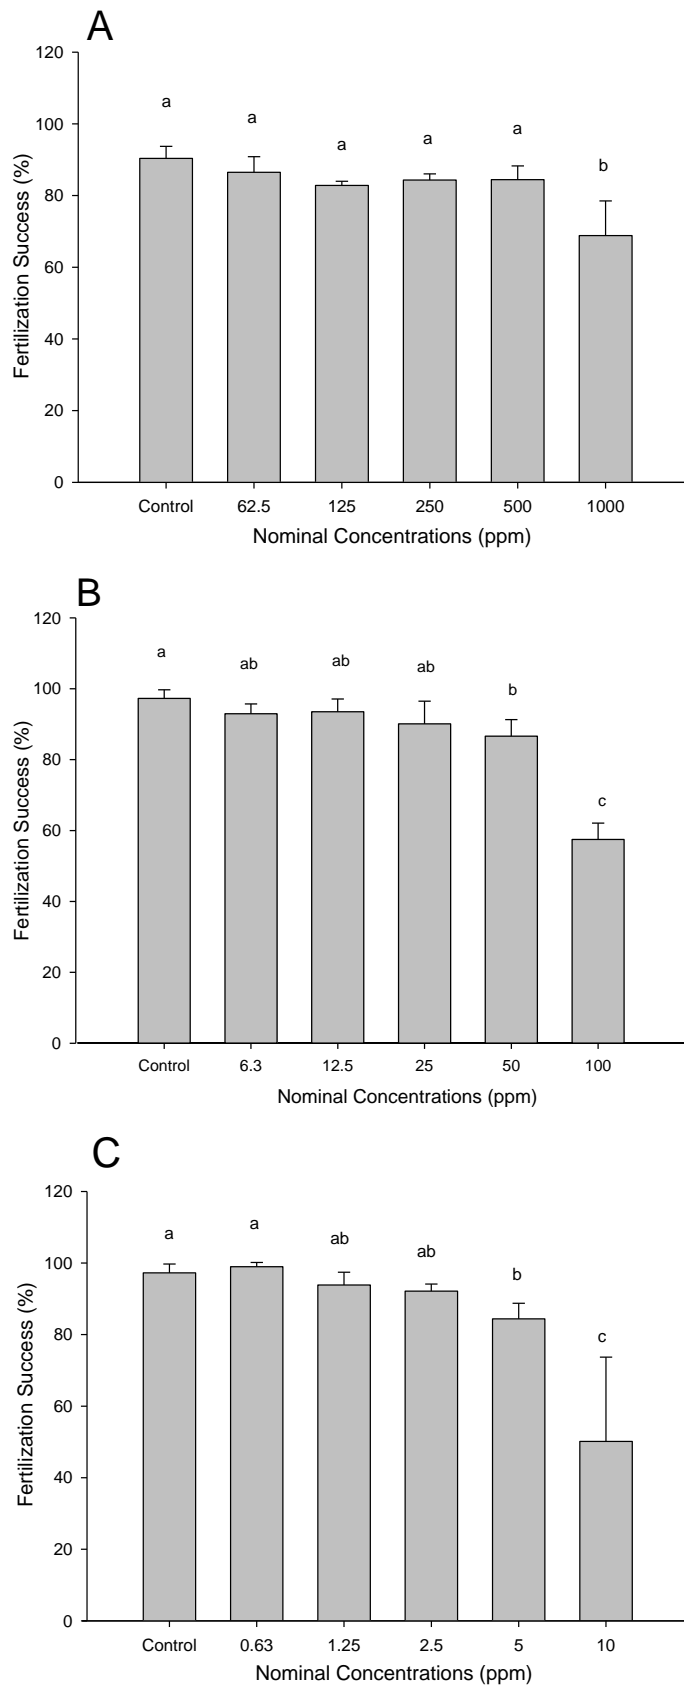 A
120
100
80
60
40
20
0
Fertilization Success (%)
a
a
a
a
a
b
Control 62.5 125 250 500 1000
Nominal Concentrations (ppm)
B
120
100
80
60
40
20
0
Fertilization Success (%)
a
ab
ab
ab
b
c
Control 6.3 12.5 25 50 100
Nominal Concentrations (ppm)
C
120
100
80
60
40
20
0
Fertilization Success (%)
a
a
ab
ab
b
c
Control 0.63 1.25 2.5 5 10
Nominal Concentrations (ppm)